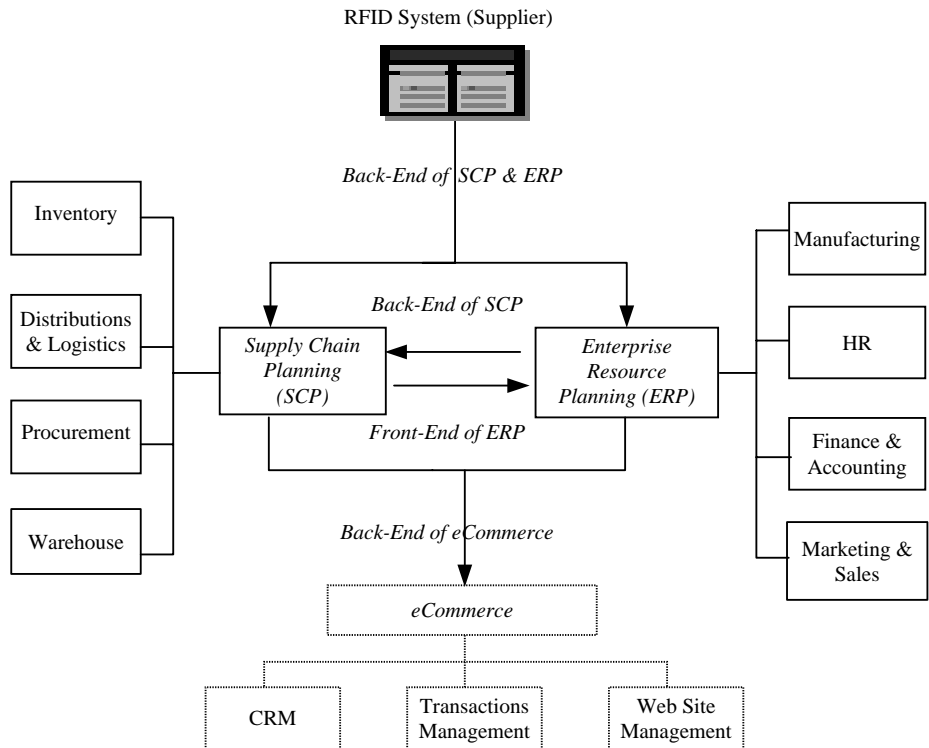 RFID System (Supplier)
Back-End of SCP & ERP
Inventory
Distributions
& Logistics
Procurement
Warehouse
Back-End of SCP
Supply Chain
Planning
(SCP)
Enterprise
Resource
Planning (ERP)
Front-End of ERP
Manufacturing
HR
Finance &
Accounting
Marketing &
Sales
Back-End of eCommerce
eCommerce
CRM
Transactions
Management
Web Site
Management